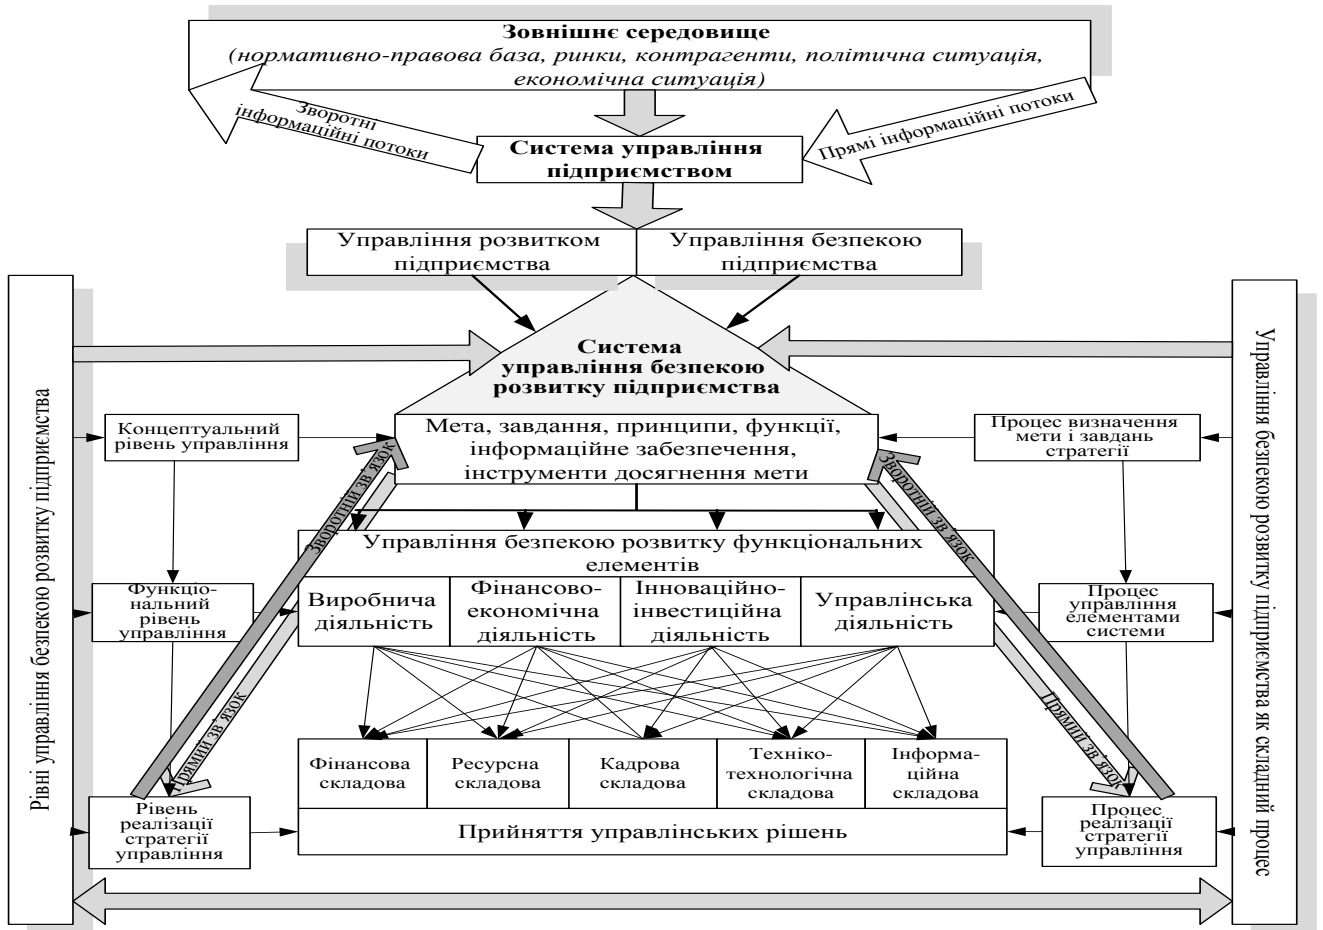 Зовнішнє середовище
(нормативно-правова база, ринки, контрагенти, політична ситуація,
економічна ситуація)
Зворотні
інформаційні потоки
Прямі інформаційні потоки
Система управління
підприємством
Управління розвитком
підприємства
Управління безпекою
підприємства
Система
управління безпекою
розвитку підприємства
Рівні управління безпекою розвитку підприємства
Управління безпекою розвитку підприємства як складний процес
Концептуальний
рівень управління
Мета, завдання, принципи, функції,
інформаційне забезпечення,
інструменти досягнення мети
Процес визначення
мети і завдань
стратегії
Зворотній зв'язок
Зворотній зв'язок
Управління безпекою розвитку функціональних
елементів
Функціо-
нальний
рівень
управління
Виробнича
діяльність
Фінансово-
економічна
діяльність
Інноваційно-
інвестиційна
діяльність
Управлінська
діяльність
Процес
управління
елементами
системи
Прямий зв'язок
Прямий зв'язок
Фінансова
складова
Ресурсна
складова
Кадрова
складова
Техніко-
технологічна
складова
Інформа-
ційна
складова
Рівень
реалізації
стратегії
управління
Прийняття управлінських рішень
Процес
реалізації
стратегії
управління